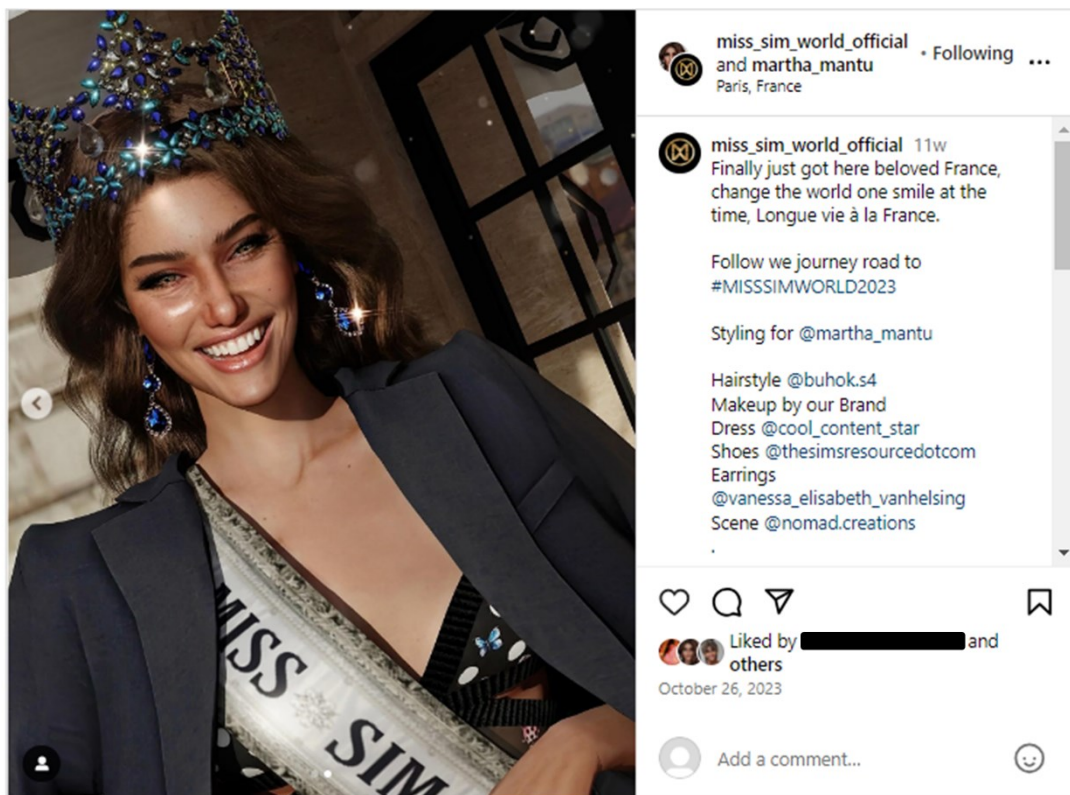 MISS SIM
miss_sim_world_official
and martha_mantu
• Following
Paris, France
miss_sim_world_official 11w
Finally just got here beloved France,
change the world one smile at the
time, Longue vie à la France.
Follow we journey road to
#MISSSIMWORLD2023
Styling for @martha_mantu
Hairstyle @buhok.s4
Makeup by our Brand
Dress @cool_content_star
Shoes @thesimsresourcedotcom
Earrings
@vanessa_elisabeth_vanhelsing
Scene @nomad.creations
.
Liked by and
others
October 26, 2023
Add a comment...